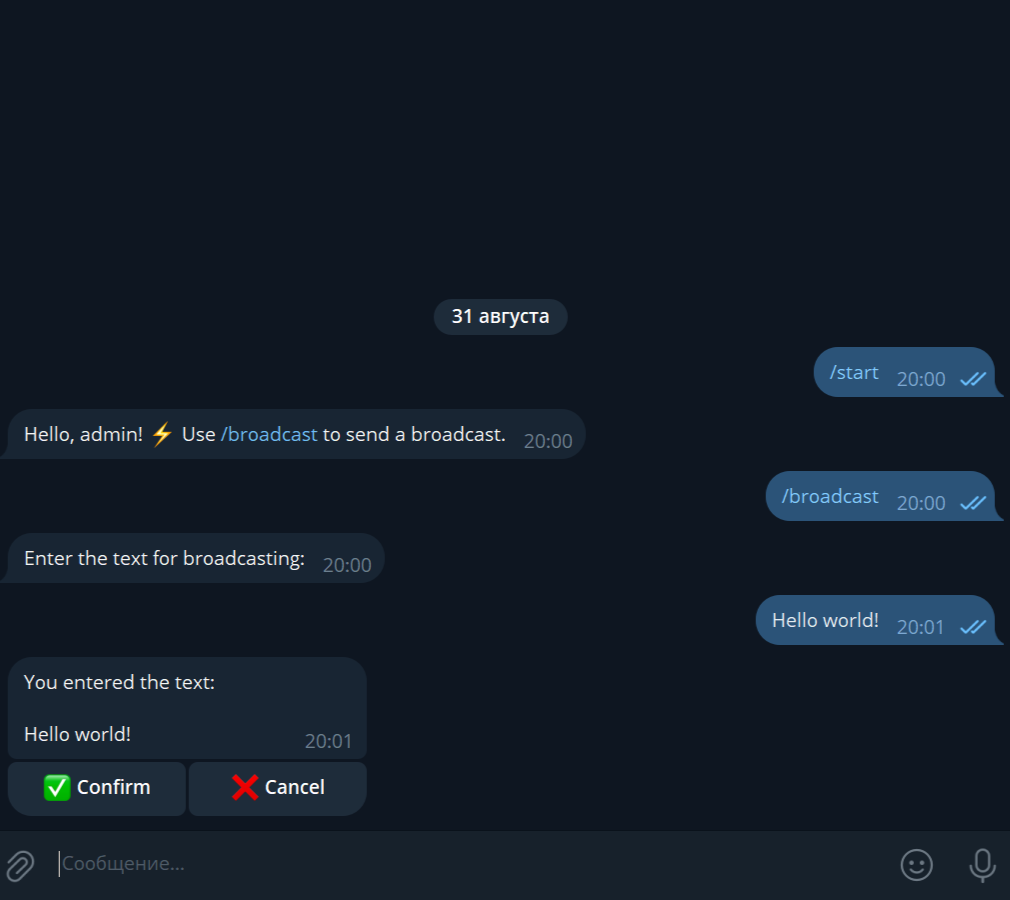 31 августа
/start 20:00
Hello, admin! ⚡ Use /broadcast to send a broadcast. 20:00
/broadcast 20:00
Enter the text for broadcasting: 20:00
Hello world! 20:01
You entered the text:
Hello world! 20:01
✅ Confirm ❌ Cancel
Сообщение...